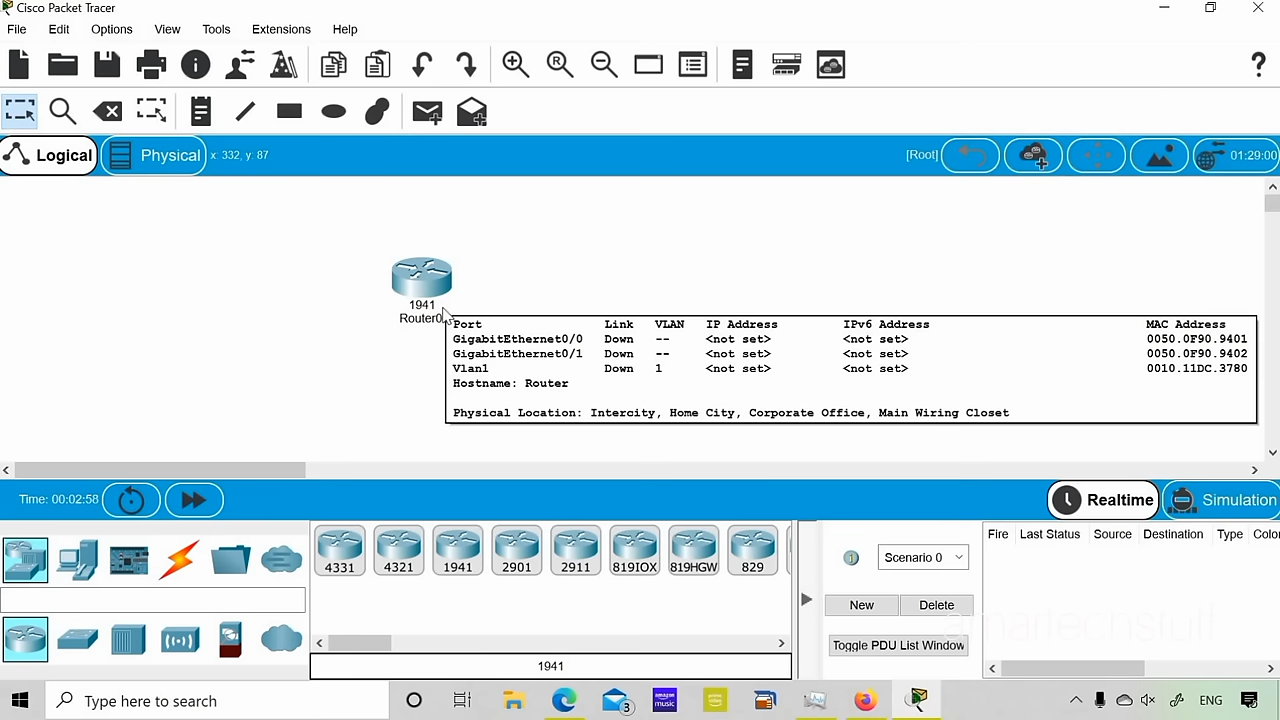 Cisco Packet Tracer
File Edit Options View Tools Extensions Help
R i ?
Logical Physical x: 332, y: 87 [Root] 01:29:00
1941
Router0
Port Link VLAN IP Address IPv6 Address MAC Address
GigabitEthernet0/0 Down -- <not set> <not set> 0050.0F90.9401
GigabitEthernet0/1 Down -- <not set> <not set> 0050.0F90.9402
Vlan1 Down 1 <not set> <not set> 0010.11DC.3780
Hostname: Router
Physical Location: Intercity, Home City, Corporate Office, Main Wiring Closet
Time: 00:02:58 Realtime Simulation
4331 4321 1941 2901 2911 819IOX 819HGW 829
Scenario 0
New Delete
Toggle PDU List Window
Fire Last Status Source Destination Type Color
1941
amartechstuff
Type here to search
amazon music
3
ENG